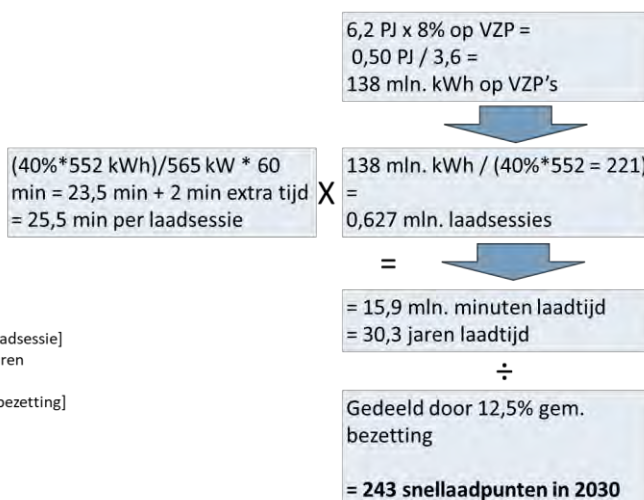 6,2 PJ x 8% op VZP =
0,50 PJ / 3,6 =
138 mln. kWh op VZP's
(40%*552 kWh)/565 kW * 60
min = 23,5 min + 2 min extra tijd
= 25,5 min per laadsessie
X
138 mln. kWh / (40%*552 = 221)
=
0,627 mln. laadsessies
=
= 15,9 mln. minuten laadtijd
= 30,3 jaren laadtijd
÷
adsessie]
ren
bezetting]
Gedeeld door 12,5% gem.
bezetting
= 243 snellaadpunten in 2030